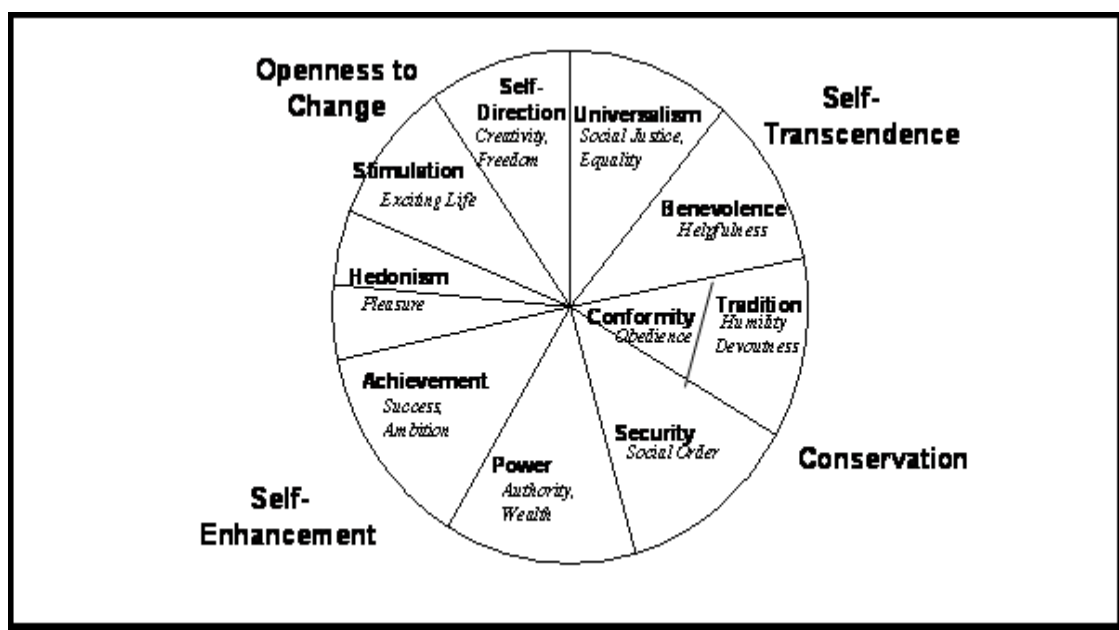 Openness to
Change
Self-
Direction
Creativity,
Freedom
Universalism
Social Justice,
Equality
Self-
Transcendence
Stimulation
Exciting Life
Benevolence
Helpfulness
Hedonism
Pleasure
Conformity
Obedience
Tradition
Humility
Devoutness
Achievement
Success,
Ambition
Security
Social Order
Power
Authority,
Wealth
Conservation
Self-
Enhancement